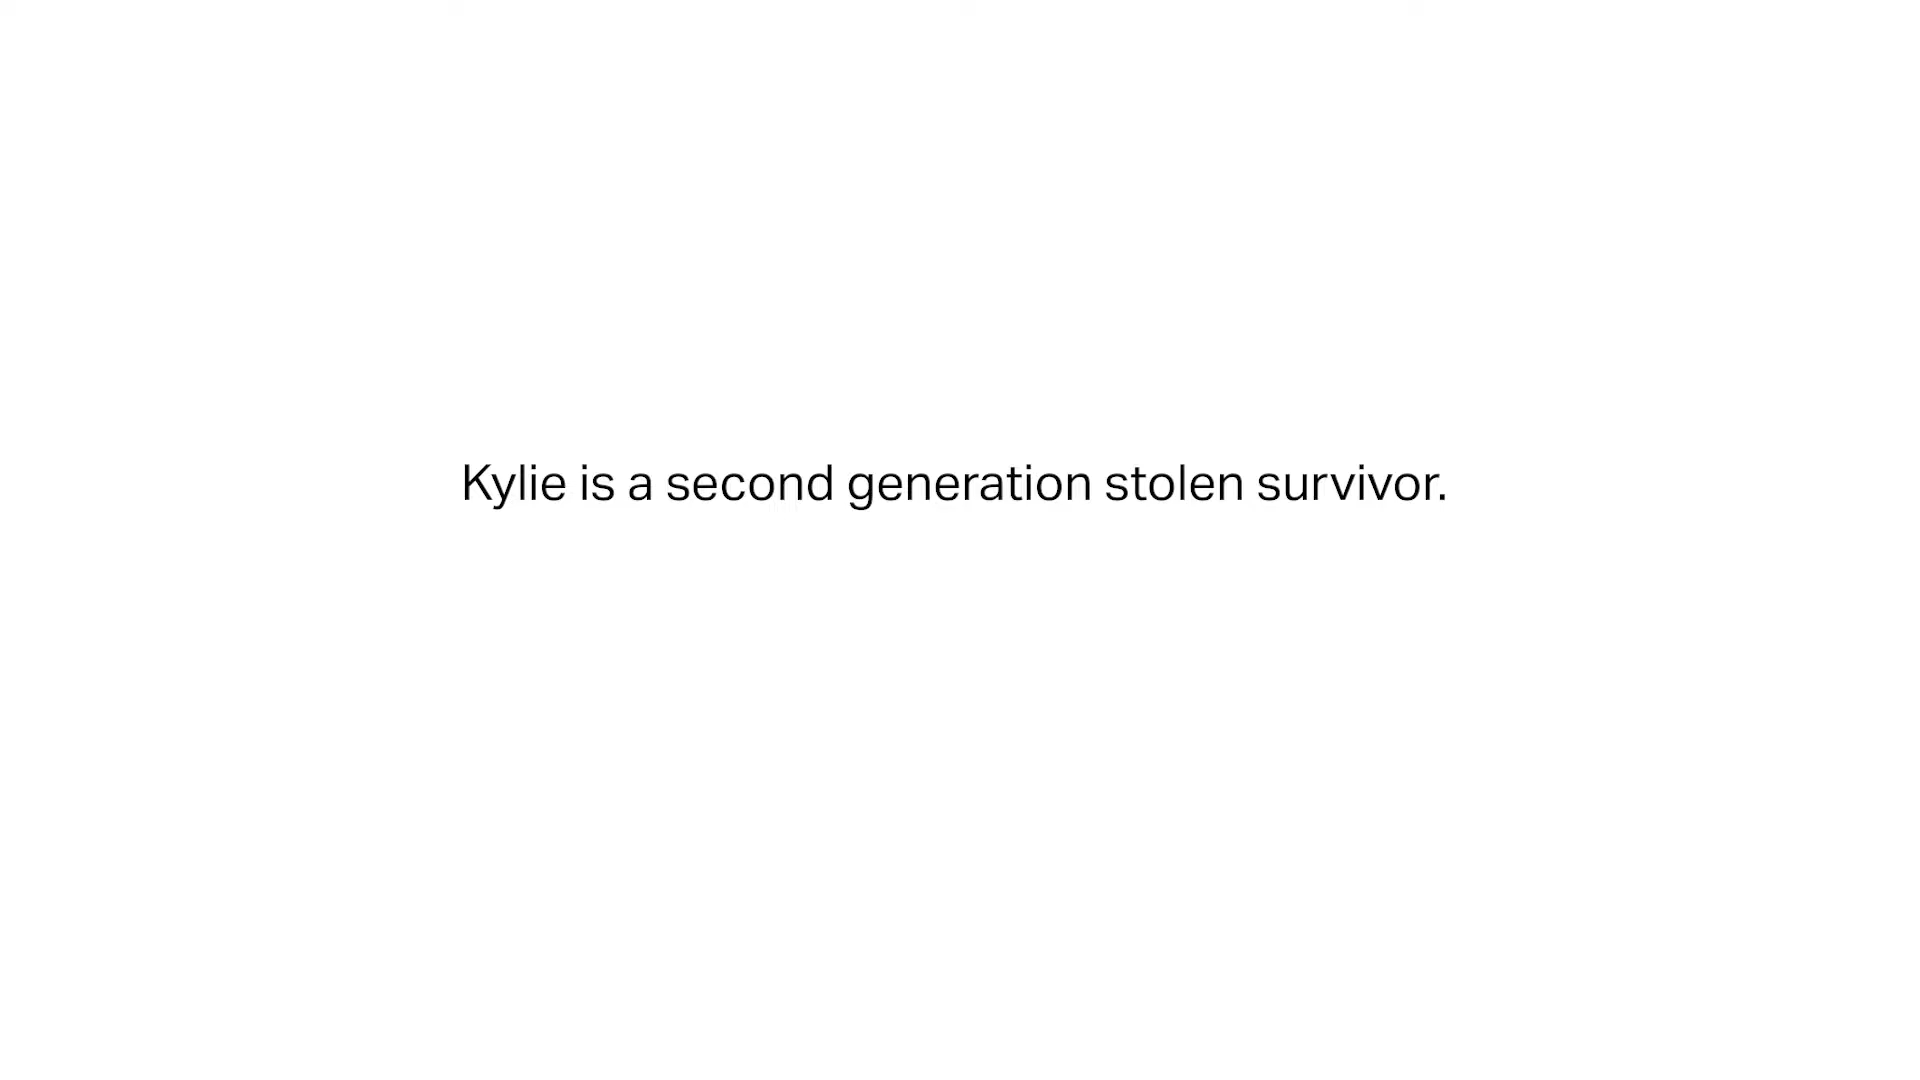 Kylie is a second generation stolen survivor.